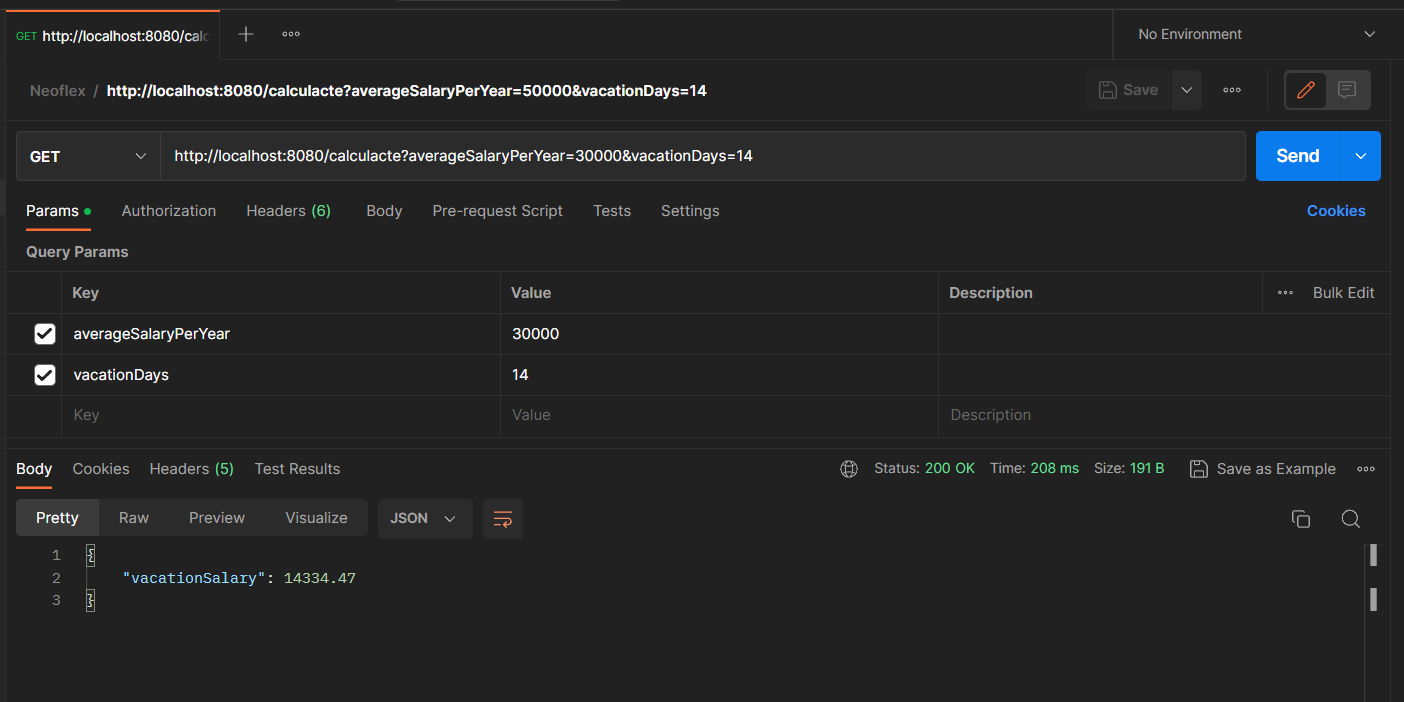 GET http://localhost:8080/calc
No Environment
Neoflex / http://localhost:8080/calculacte?averageSalaryPerYear=50000&vacationDays=14
Save
GET http://localhost:8080/calculacte?averageSalaryPerYear=30000&vacationDays=14
Send
Params Authorization Headers (6) Body Pre-request Script Tests Settings Cookies
Query Params
Key Value Description Bulk Edit
averageSalaryPerYear 30000
vacationDays 14
Key Value Description
Body Cookies Headers (5) Test Results Status: 200 OK Time: 208 ms Size: 191 B Save as Example
Pretty Raw Preview Visualize JSON
1 {
2 "vacationSalary": 14334.47
3 }